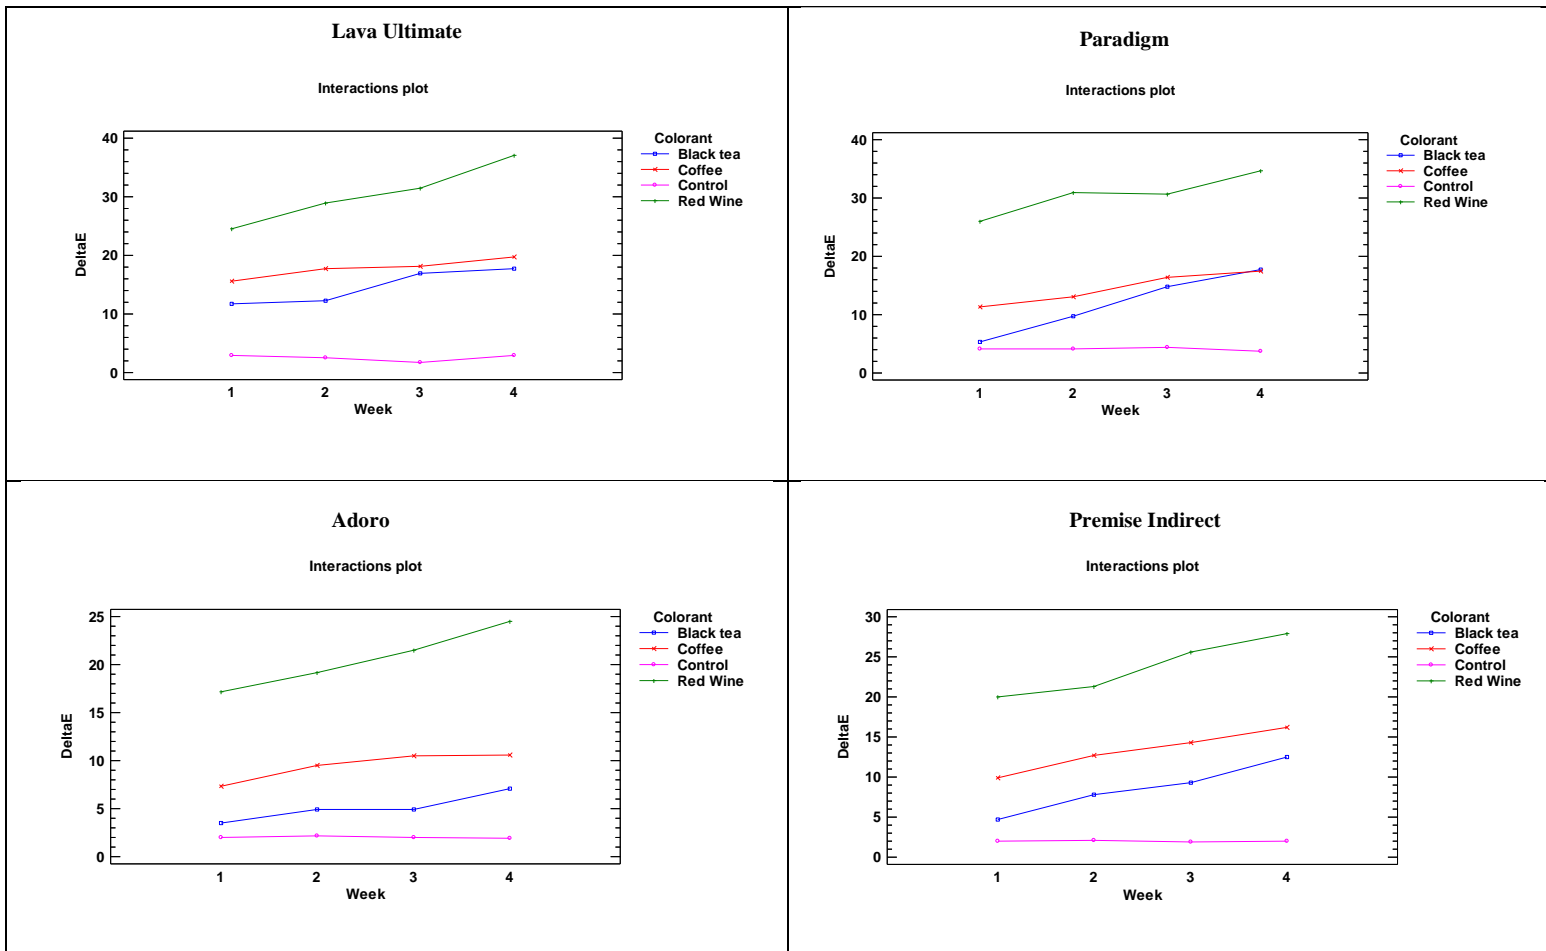 Lava Ultimate
Interactions plot
40
30
20
10
0
DeltaE
1 2 3 4
Week
Colorant
Black tea
Coffee
Control
Red Wine
Paradigm
Interactions plot
40
30
20
10
0
DeltaE
1 2 3 4
Week
Colorant
Black tea
Coffee
Control
Red Wine
Adoro
Interactions plot
25
20
15
10
5
0
DeltaE
1 2 3 4
Week
Colorant
Black tea
Coffee
Control
Red Wine
Premise Indirect
Interactions plot
30
25
20
15
10
5
0
DeltaE
1 2 3 4
Week
Colorant
Black tea
Coffee
Control
Red Wine